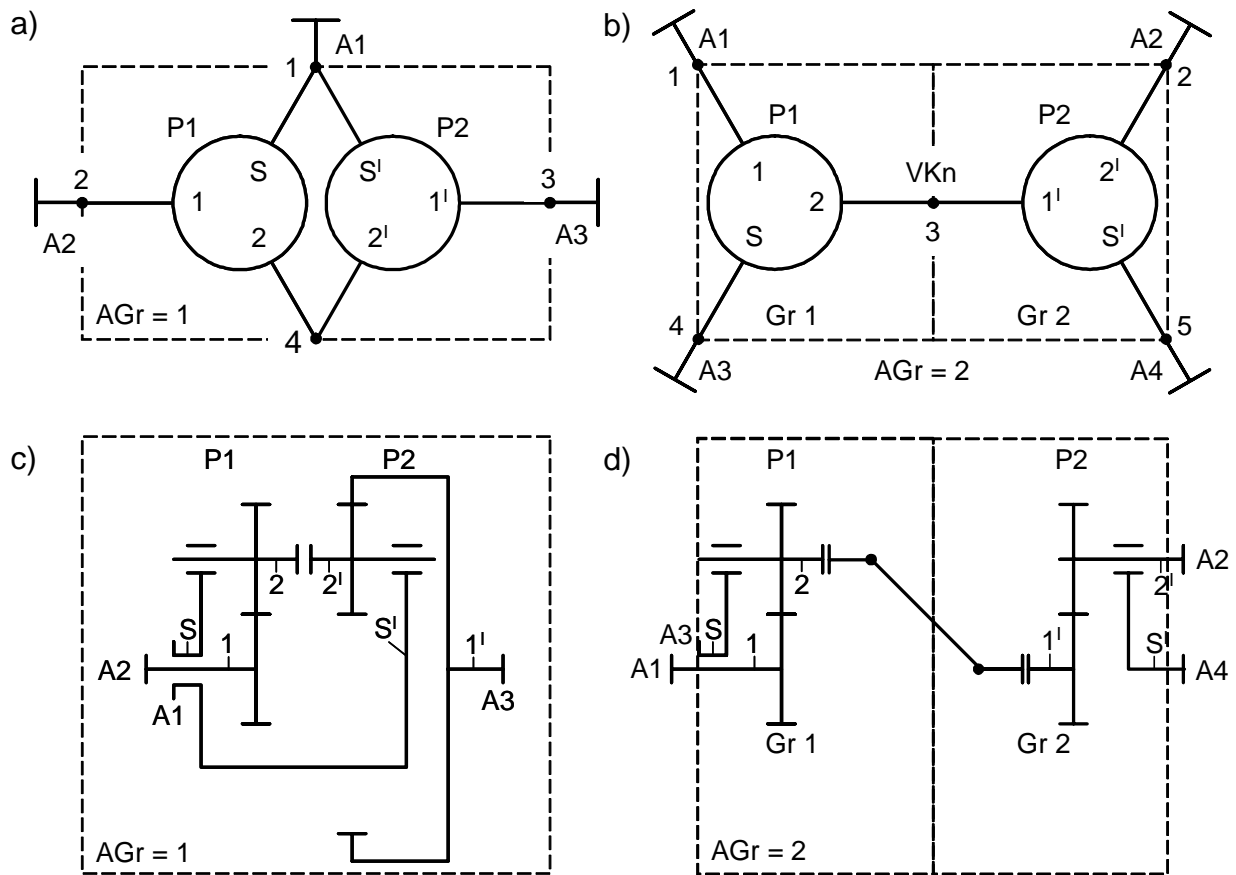 a)
A1
1
P1
P2
S
S^I
2
3
1
1^I
A2
2
2^I
A3
AGr = 1
4
b)
A1
A2
1
2
P1
P2
1
VKn
2^I
2
1^I
S
3
S^I
4
Gr 1
Gr 2
5
A3
AGr = 2
A4
c)
P1
P2
2
2^I
S
1
S^I
1^I
A2
A1
A3
AGr = 1
d)
P1
P2
2
A2
2^I
A3
S
1
1^I
S^I
A1
A4
Gr 1
Gr 2
AGr = 2